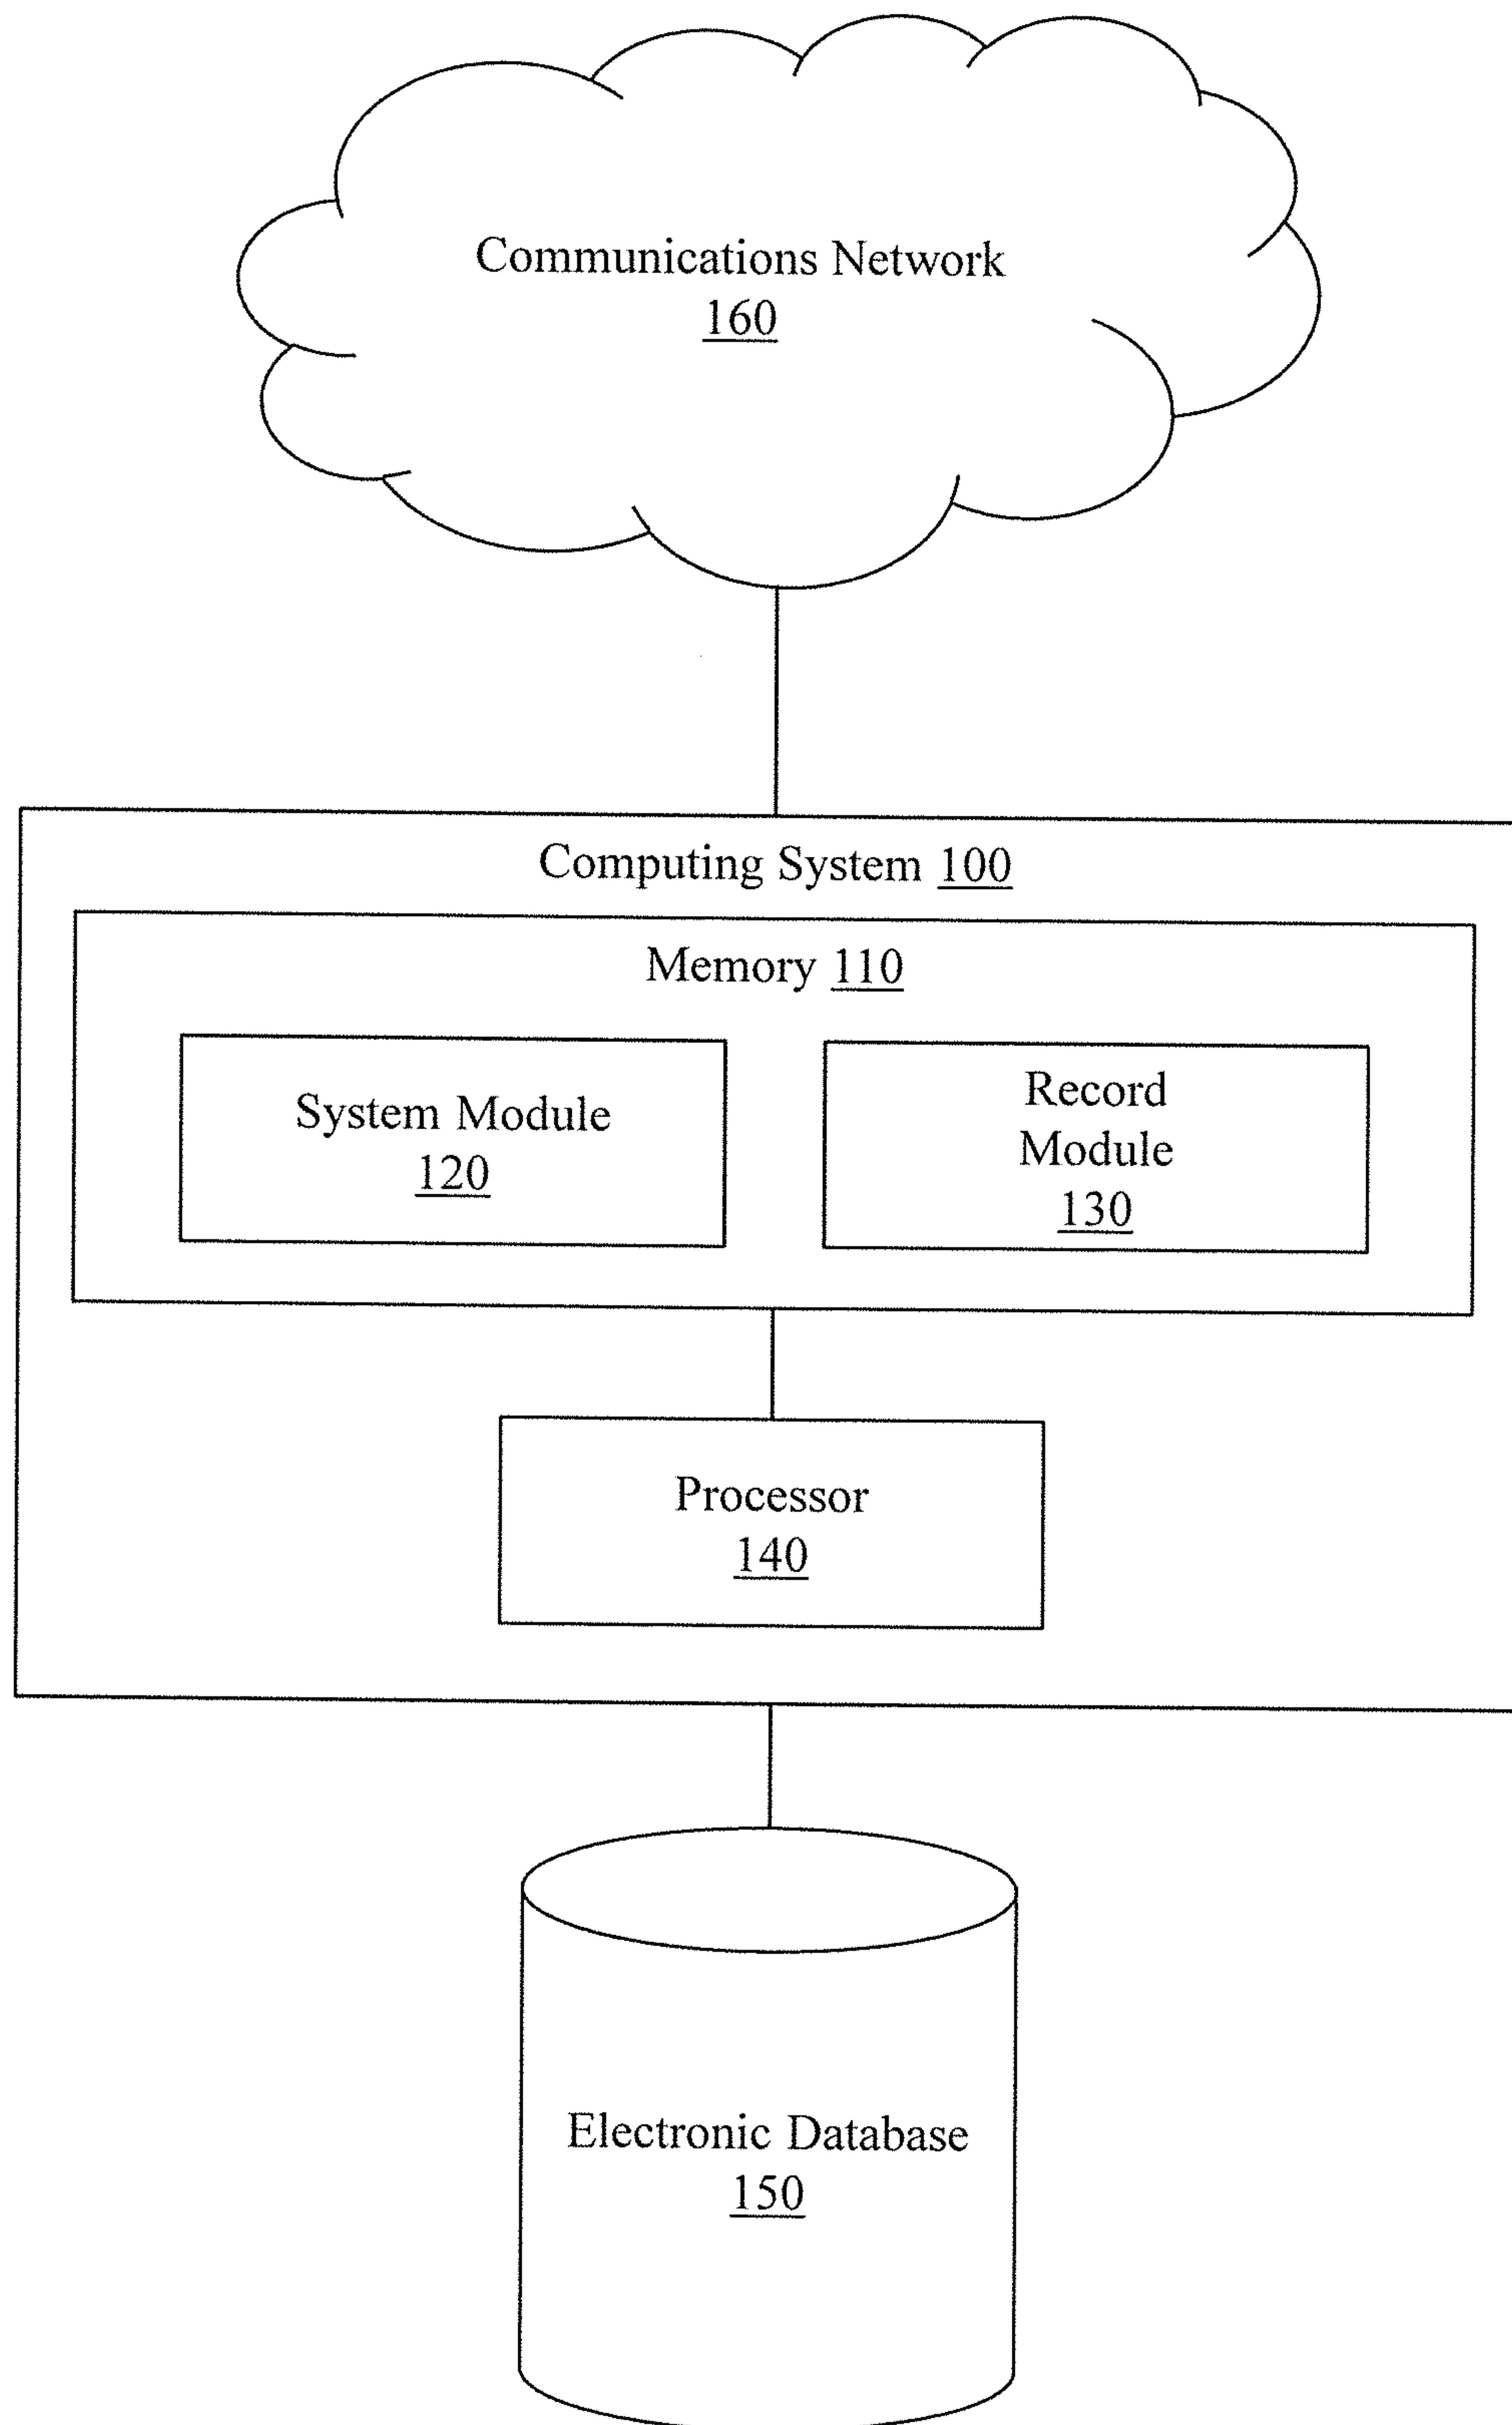 Communications Network
160
Computing System 100
Memory 110
System Module
120
Record
Module
130
Processor
140
Electronic Database
150